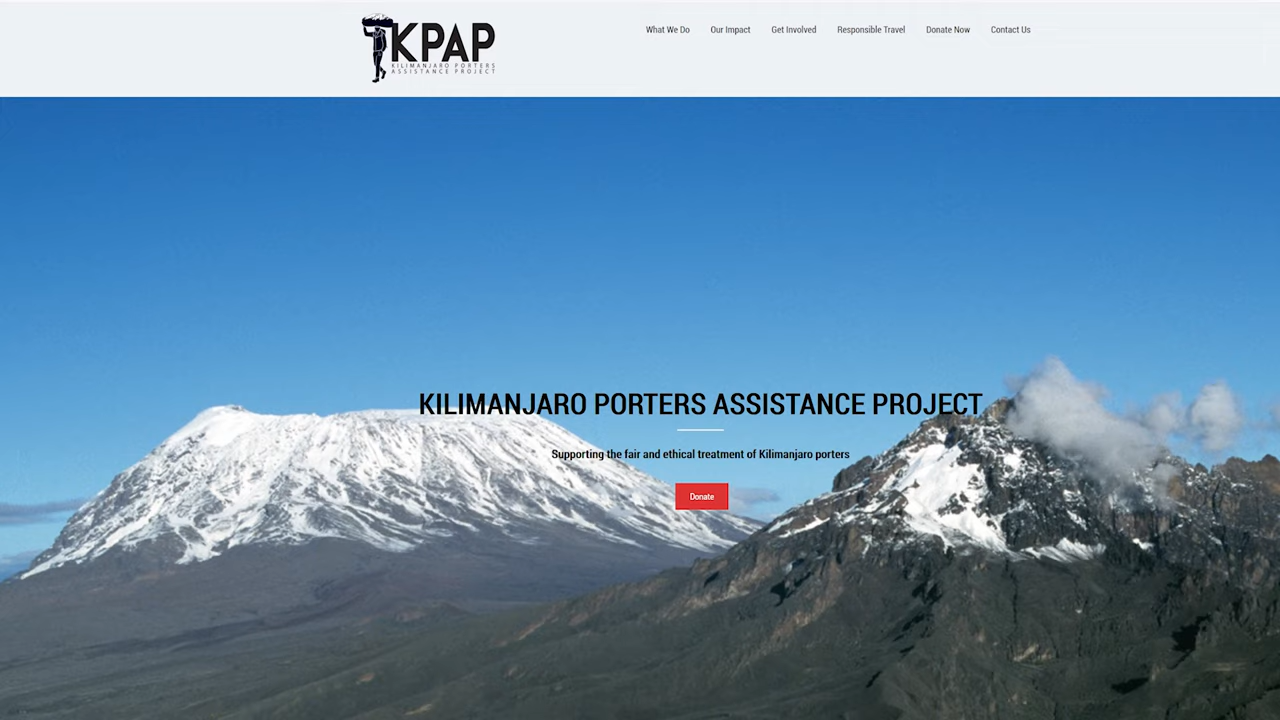 KPAP
KILIMANJARO PORTERS
ASSISTANCE PROJECT
What We Do
Our Impact
Get Involved
Responsible Travel
Donate Now
Contact Us
KILIMANJARO PORTERS ASSISTANCE PROJECT
Supporting the fair and ethical treatment of Kilimanjaro porters
Donate